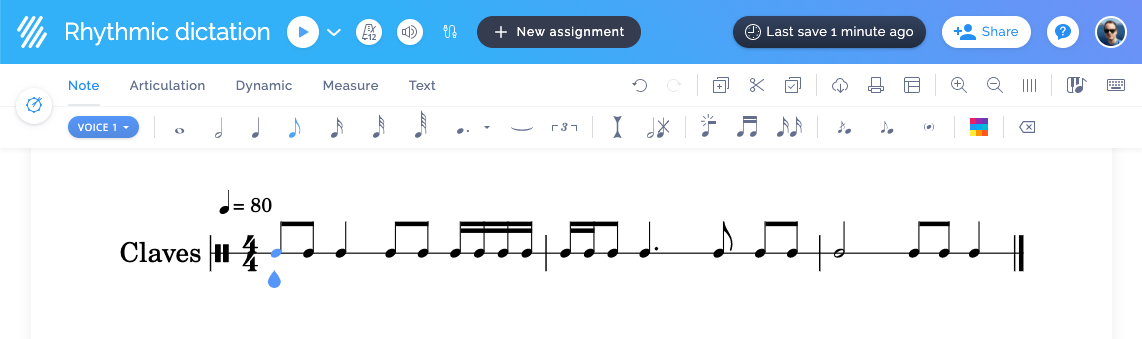 Rhythmic dictation
12
New assignment
Last save 1 minute ago
Share
?
Note Articulation Dynamic Measure Text
VOICE 1
3
= 80
Claves
4
4